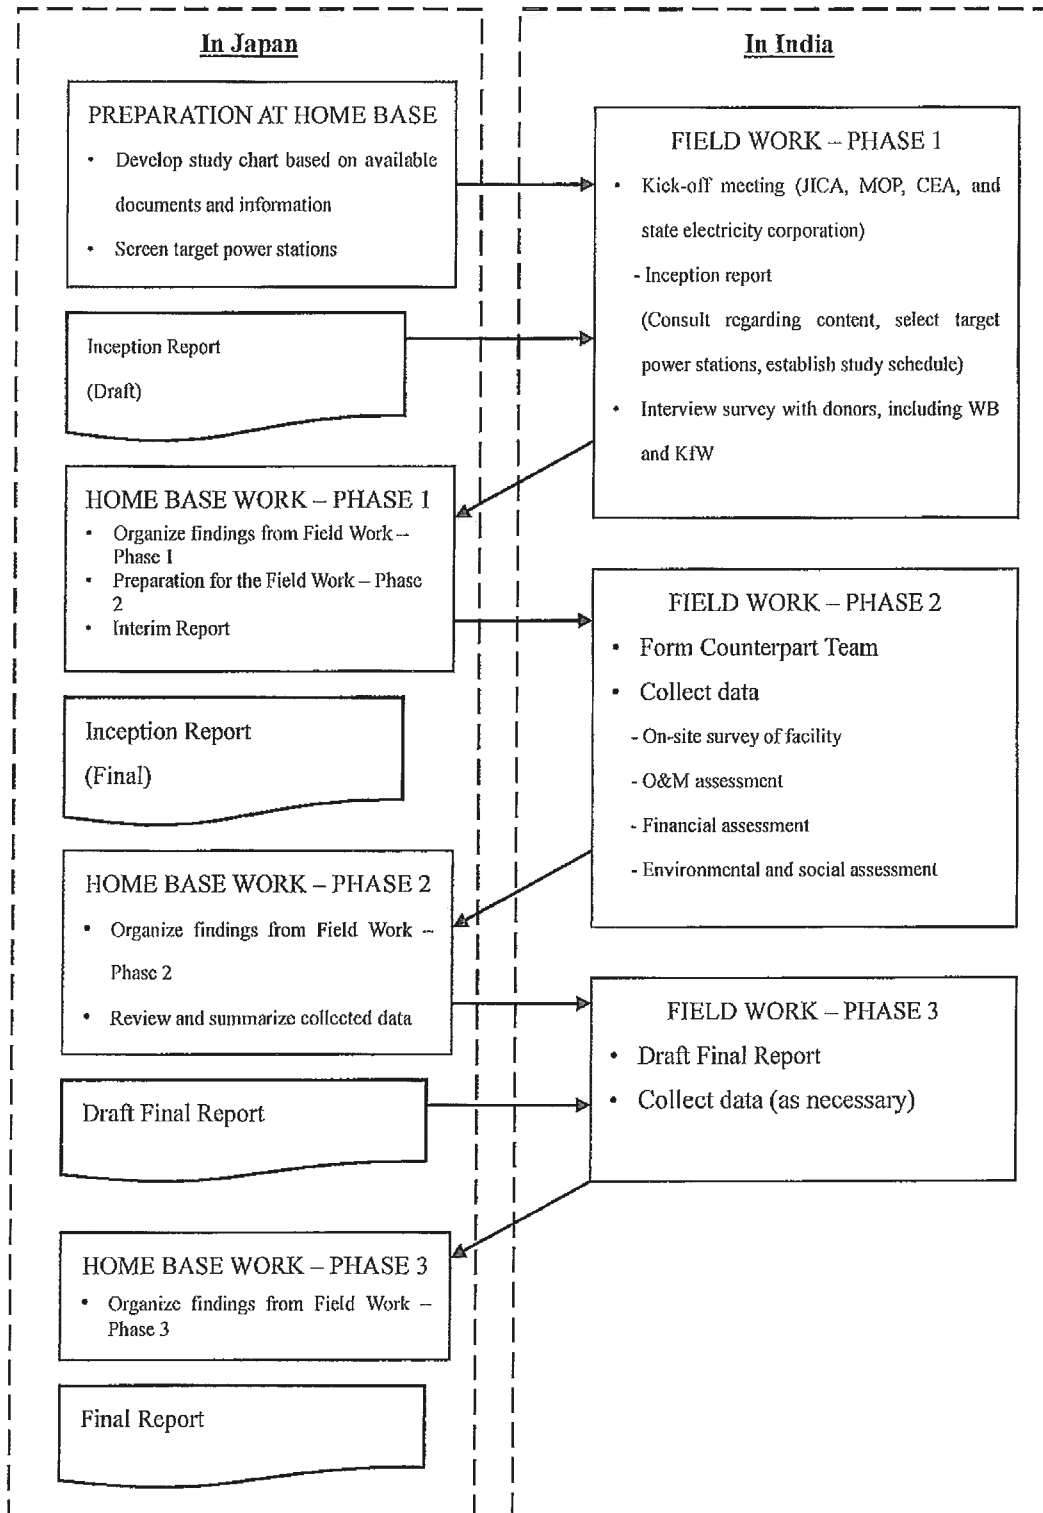 In Japan
PREPARATION AT HOME BASE
• Develop study chart based on available
documents and information
• Screen target power stations
Inception Report
(Draft)
HOME BASE WORK – PHASE 1
• Organize findings from Field Work –
Phase 1
• Preparation for the Field Work – Phase
2
• Interim Report
Inception Report
(Final)
HOME BASE WORK – PHASE 2
• Organize findings from Field Work –
Phase 2
• Review and summarize collected data
Draft Final Report
HOME BASE WORK – PHASE 3
• Organize findings from Field Work –
Phase 3
Final Report
In India
FIELD WORK – PHASE 1
• Kick-off meeting (JICA, MOP, CEA, and
state electricity corporation)
- Inception report
(Consult regarding content, select target
power stations, establish study schedule)
• Interview survey with donors, including WB
and KfW
FIELD WORK – PHASE 2
• Form Counterpart Team
• Collect data
- On-site survey of facility
- O&M assessment
- Financial assessment
- Environmental and social assessment
FIELD WORK – PHASE 3
• Draft Final Report
• Collect data (as necessary)